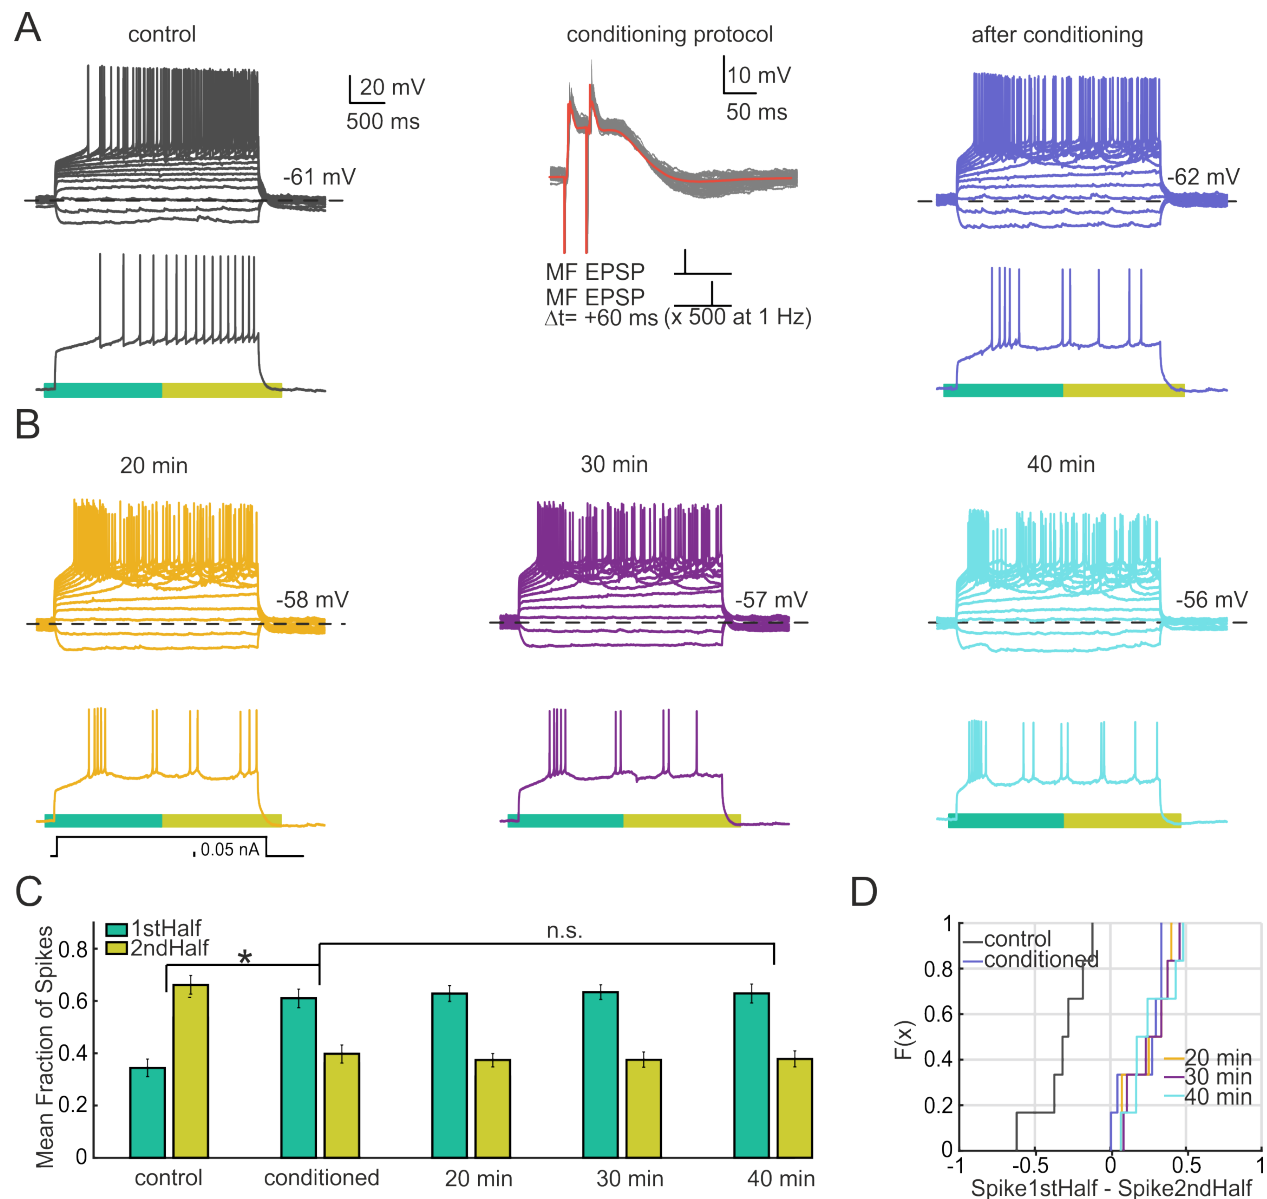 A
control
conditioning protocol
after conditioning
20 mV
500 ms
10 mV
50 ms
-61 mV
-62 mV
MF EPSP
MF EPSP
Δt= +60 ms (x 500 at 1 Hz)
B
20 min
30 min
40 min
-58 mV
-57 mV
-56 mV
0.05 nA
C
1stHalf
2ndHalf
*
n.s.
Mean Fraction of Spikes
0.8
0.6
0.4
0.2
0
control
conditioned
20 min
30 min
40 min
D
control
conditioned
20 min
30 min
40 min
F(x)
1
0.8
0.6
0.4
0.2
0
-1
-0.5
0
0.5
1
Spike1stHalf - Spike2ndHalf